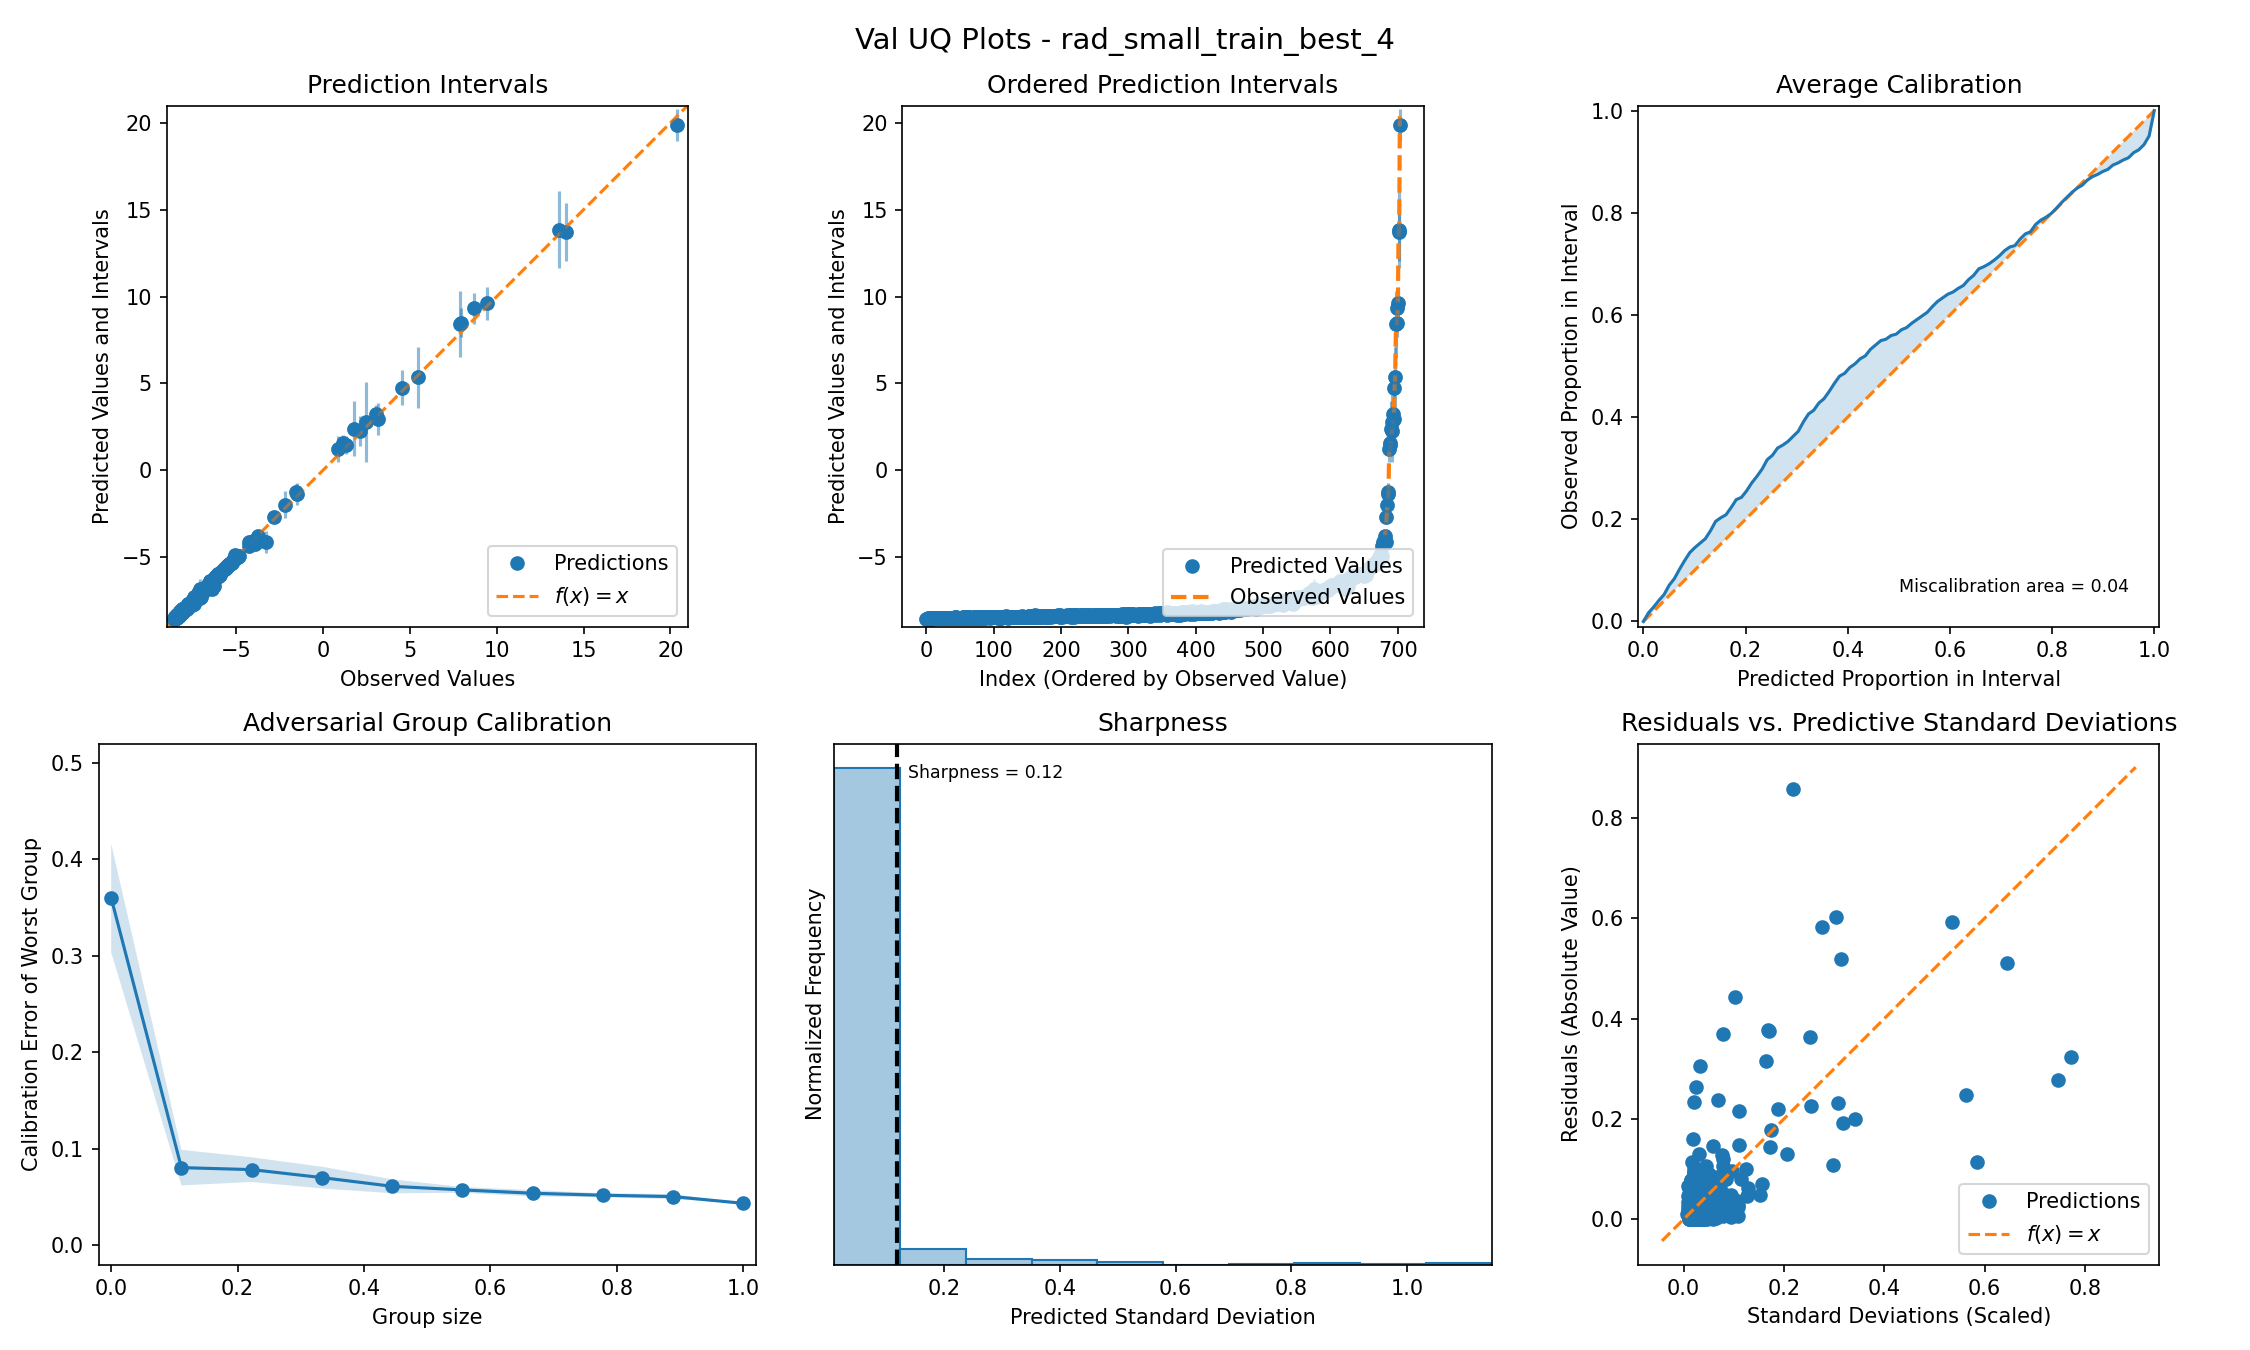 Val UQ Plots - rad_small_train_best_4
Prediction Intervals
Predicted Values and Intervals
20
15
10
5
0
−5
−5 0 5 10 15 20
Observed Values
Predictions
f(x) = x
Ordered Prediction Intervals
Predicted Values and Intervals
20
15
10
5
0
−5
0 100 200 300 400 500 600 700
Index (Ordered by Observed Value)
Predicted Values
Observed Values
Average Calibration
Observed Proportion in Interval
1.0
0.8
0.6
0.4
0.2
0.0
Miscalibration area = 0.04
0.0 0.2 0.4 0.6 0.8 1.0
Predicted Proportion in Interval
Adversarial Group Calibration
Calibration Error of Worst Group
0.5
0.4
0.3
0.2
0.1
0.0
0.0 0.2 0.4 0.6 0.8 1.0
Group size
Sharpness
Sharpness = 0.12
Normalized Frequency
0.2 0.4 0.6 0.8 1.0
Predicted Standard Deviation
Residuals vs. Predictive Standard Deviations
Residuals (Absolute Value)
0.8
0.6
0.4
0.2
0.0
Predictions
f(x) = x
0.0 0.2 0.4 0.6 0.8
Standard Deviations (Scaled)